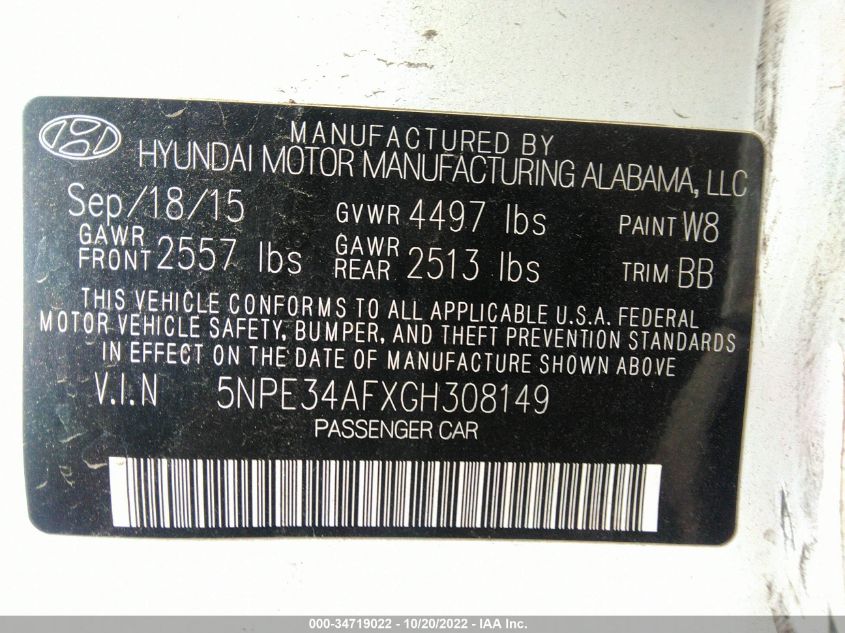 MANUFACTURED BY
HYUNDAI MOTOR MANUFACTURING ALABAMA, LLC
Sep/18/15 GVWR 4497 lbs PAINT W8
GAWR FRONT 2557 lbs GAWR REAR 2513 lbs TRIM BB
THIS VEHICLE CONFORMS TO ALL APPLICABLE U.S.A. FEDERAL
MOTOR VEHICLE SAFETY, BUMPER, AND THEFT PREVENTION STANDARDS
IN EFFECT ON THE DATE OF MANUFACTURE SHOWN ABOVE
V.I.N 5NPE34AFXGH308149
PASSENGER CAR
000-34719022 - 10/20/2022 - IAA Inc.